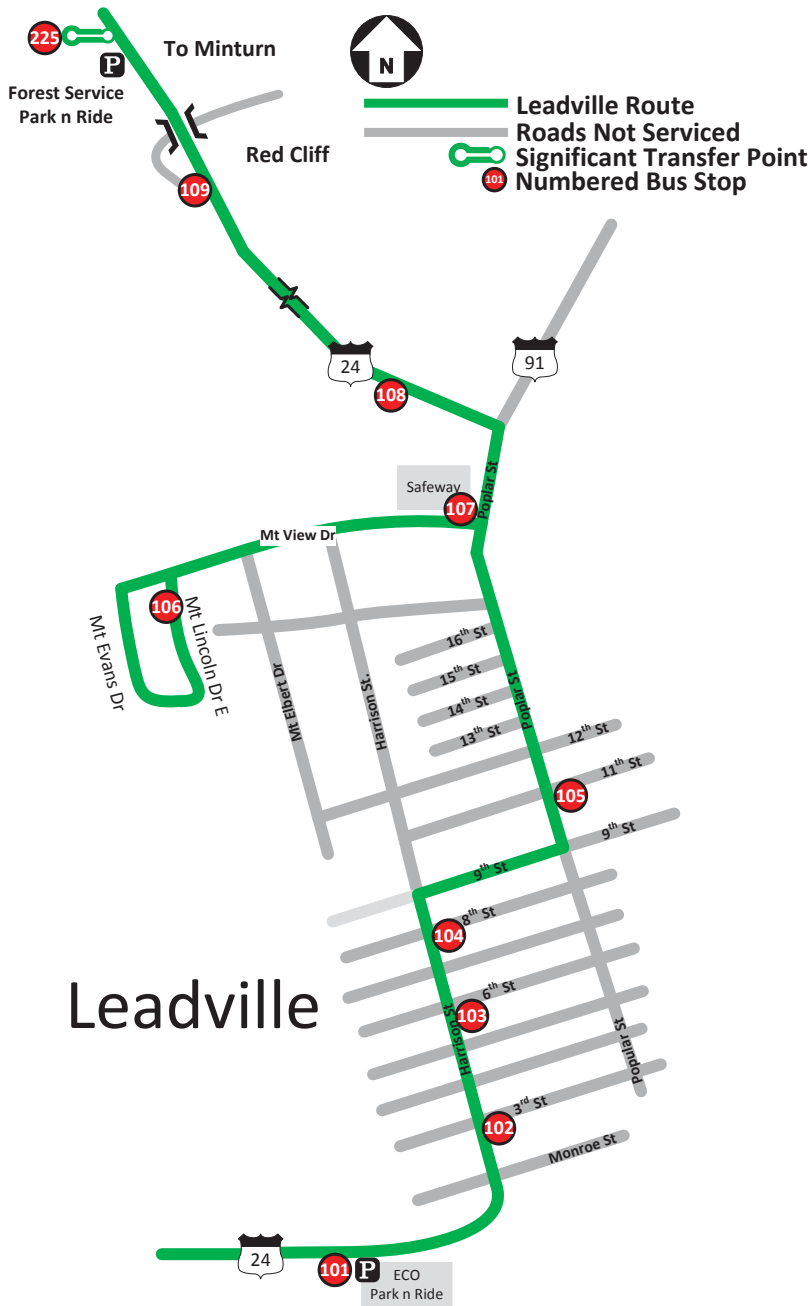 225
To Minturn
P
Forest Service
Park n Ride
N
Leadville Route
Roads Not Serviced
Significant Transfer Point
101 Numbered Bus Stop
Red Cliff
109
24
91
108
Safeway
107
Poplar St
Mt View Dr
106
Mt Evans Dr
Mt Lincoln Dr E
Mt Elbert Dr
Harrison St.
16th St
15th St
14th St
13th St
Poplar St
12th St
11th St
105
9th St
9th St
8th St
104
Leadville
6th St
103
Harrison St
Popular St
3rd St
102
Monroe St
24
101
P
ECO
Park n Ride